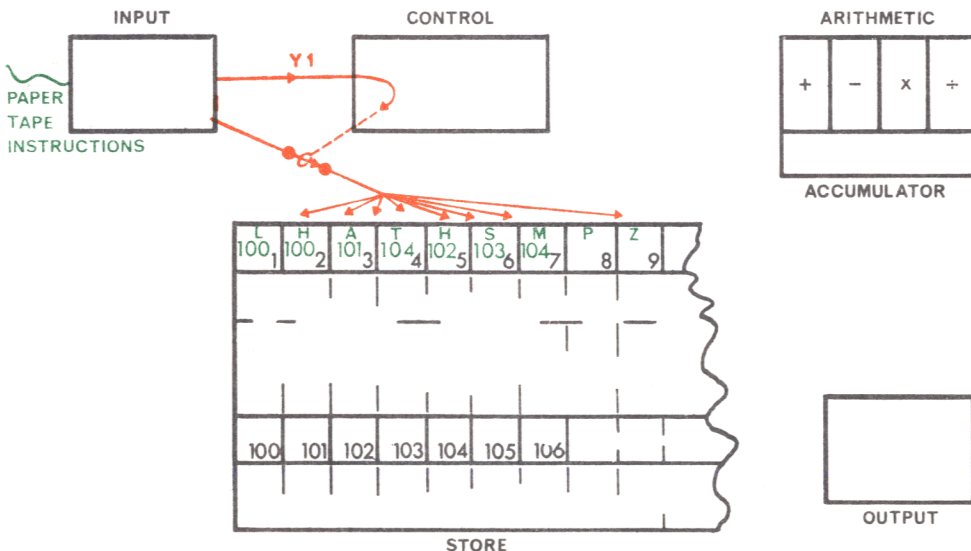 INPUT
CONTROL
ARITHMETIC
Y1
PAPER
TAPE
INSTRUCTIONS
+ − x ÷
ACCUMULATOR
L H A T H S M P Z
100 100 101 104 102 103 104
1 2 3 4 5 6 7 8 9
100 101 102 103 104 105 106
OUTPUT
STORE